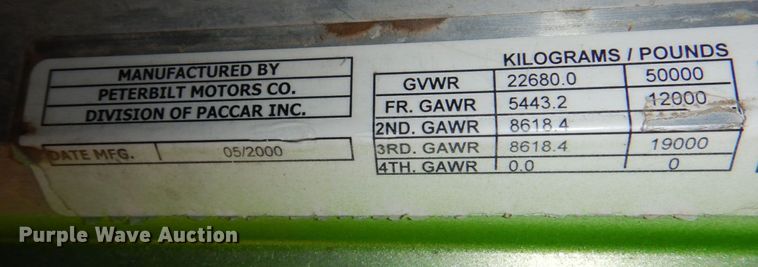 KILOGRAMS / POUNDS
MANUFACTURED BY
PETERBILT MOTORS CO.
DIVISION OF PACCAR INC.
DATE MFG. 05/2000
GVWR 22680.0 50000
FR. GAWR 5443.2 12000
2ND. GAWR 8618.4
3RD. GAWR 8618.4 19000
4TH. GAWR 0.0 0
Purple Wave Auction